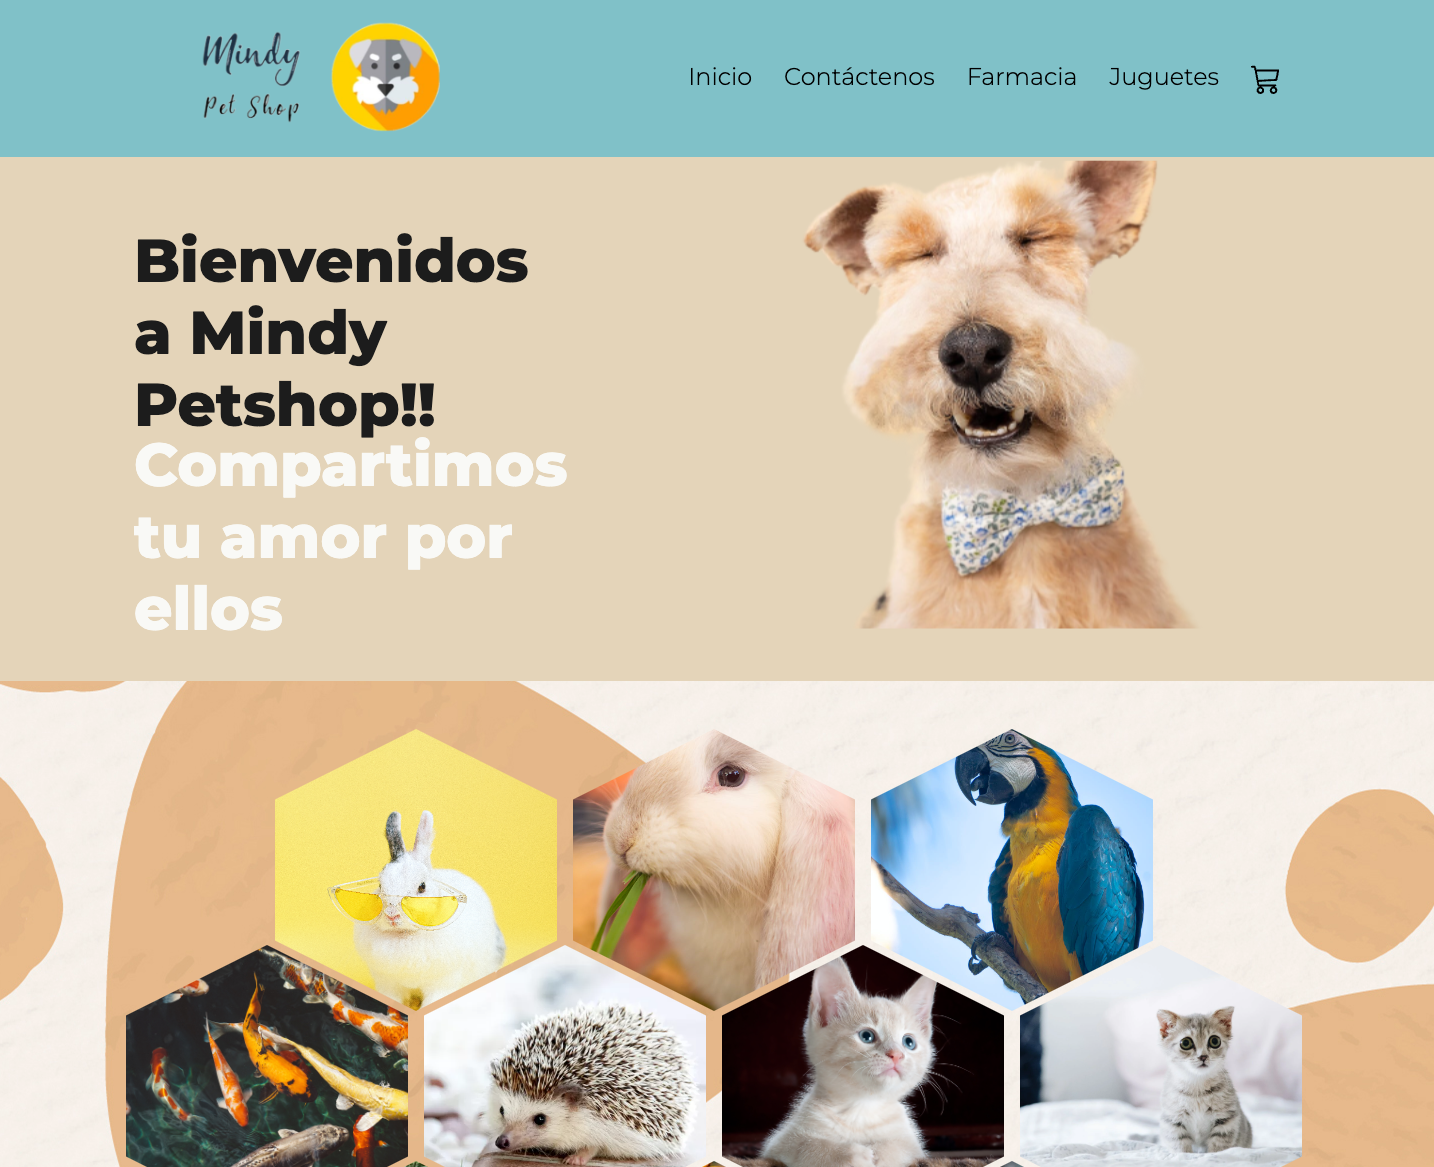 Mindy
Pet Shop
Inicio Contáctenos Farmacia Juguetes
Bienvenidos
a Mindy
Petshop!!
Compartimos
tu amor por
ellos